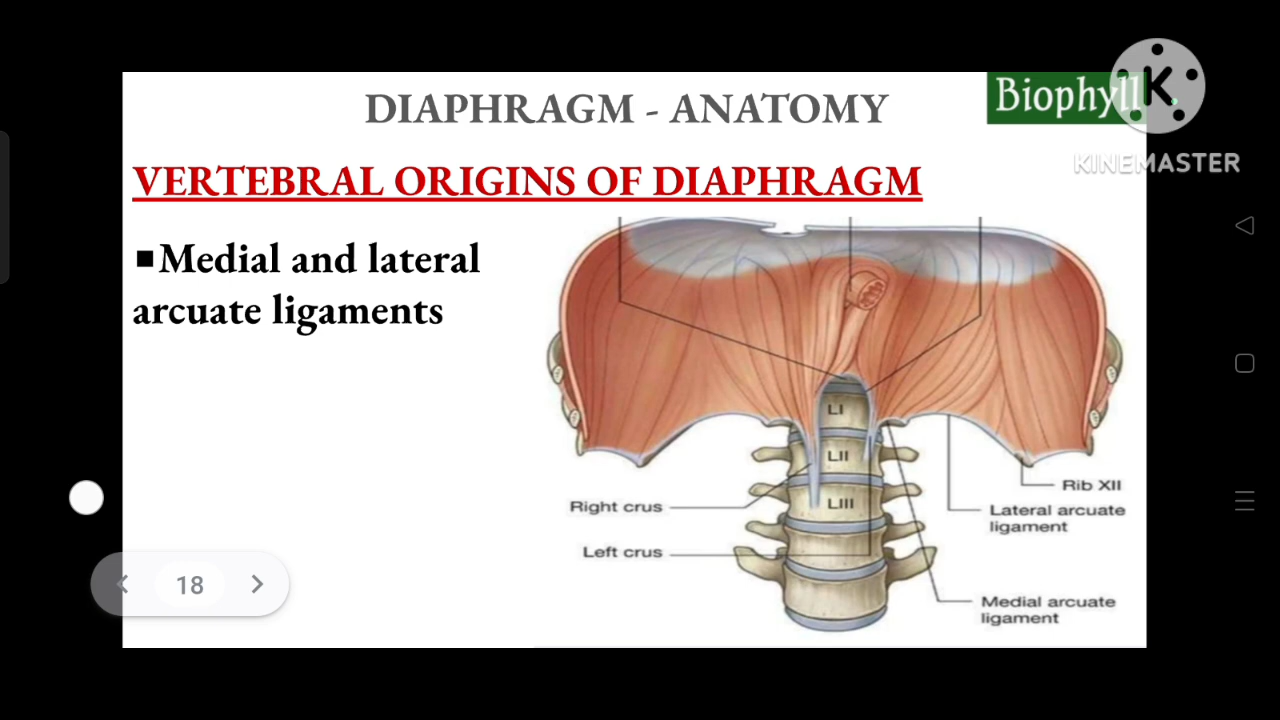 DIAPHRAGM - ANATOMY
Biophyll
K
KINEMASTER
VERTEBRAL ORIGINS OF DIAPHRAGM
▪Medial and lateral
arcuate ligaments
LI
LII
LIII
Right crus
Left crus
Rib XII
Lateral arcuate
ligament
Medial arcuate
ligament
18